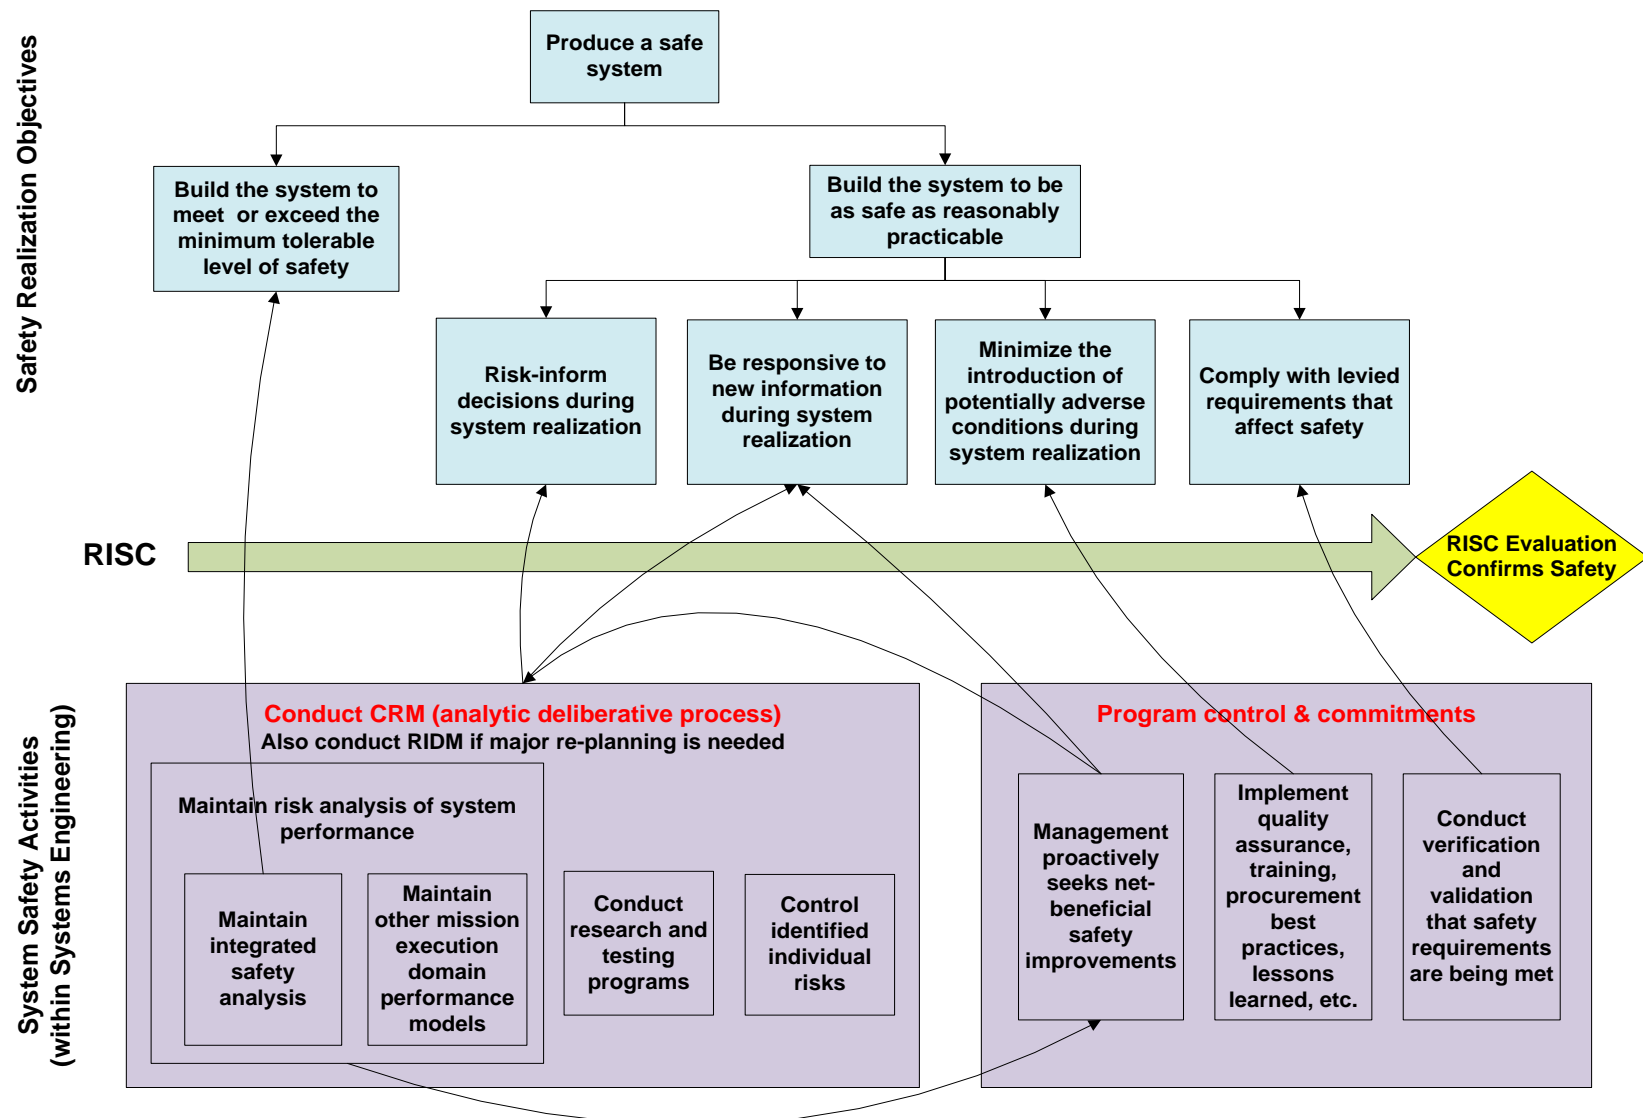 Safety Realization Objectives
Produce a safe
system
Build the system to
meet  or exceed the
minimum tolerable
level of safety
Build the system to be
as safe as reasonably
practicable
Risk-inform
decisions during
system realization
Be responsive to
new information
during system
realization
Minimize the
introduction of
potentially adverse
conditions during
system realization
Comply with levied
requirements that
affect safety
RISC
RISC Evaluation
Confirms Safety
System Safety Activities
(within Systems Engineering)
Conduct CRM (analytic deliberative process)
Also conduct RIDM if major re-planning is needed
Maintain risk analysis of system
performance
Maintain
integrated
safety
analysis
Maintain
other mission
execution
domain
performance
models
Conduct
research and
testing
programs
Control
identified
individual
risks
Program control & commitments
Management
proactively
seeks net-
beneficial
safety
improvements
Implement
quality
assurance,
training,
procurement
best
practices,
lessons
learned, etc.
Conduct
verification
and
validation
that safety
requirements
are being met